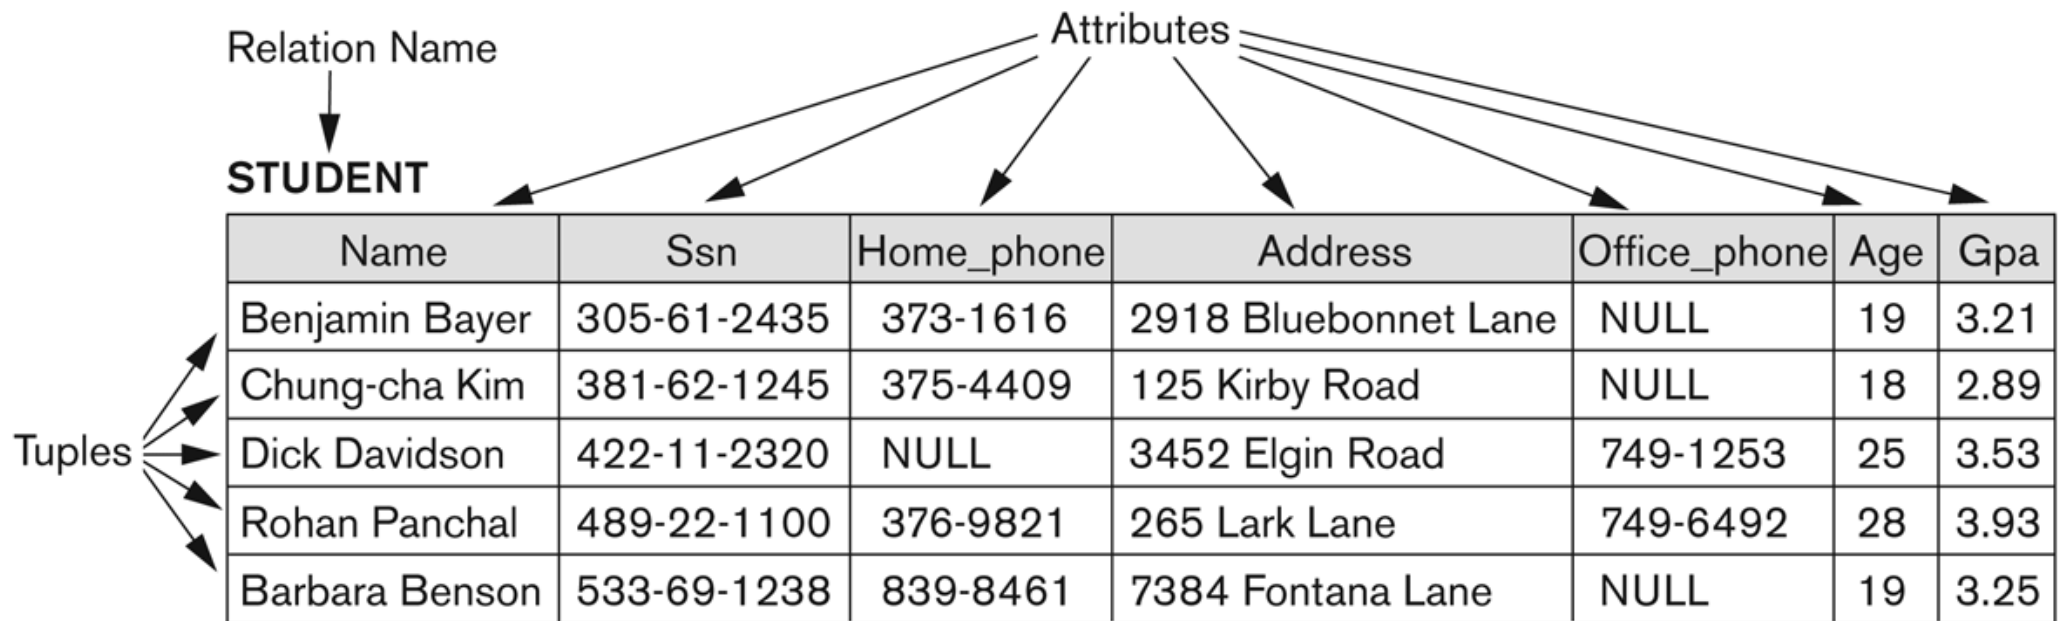 Attributes
Relation Name
STUDENT
Name Ssn Home_phone Address Office_phone Age Gpa
Benjamin Bayer 305-61-2435 373-1616 2918 Bluebonnet Lane NULL 19 3.21
Chung-cha Kim 381-62-1245 375-4409 125 Kirby Road NULL 18 2.89
Tuples Dick Davidson 422-11-2320 NULL 3452 Elgin Road 749-1253 25 3.53
Rohan Panchal 489-22-1100 376-9821 265 Lark Lane 749-6492 28 3.93
Barbara Benson 533-69-1238 839-8461 7384 Fontana Lane NULL 19 3.25